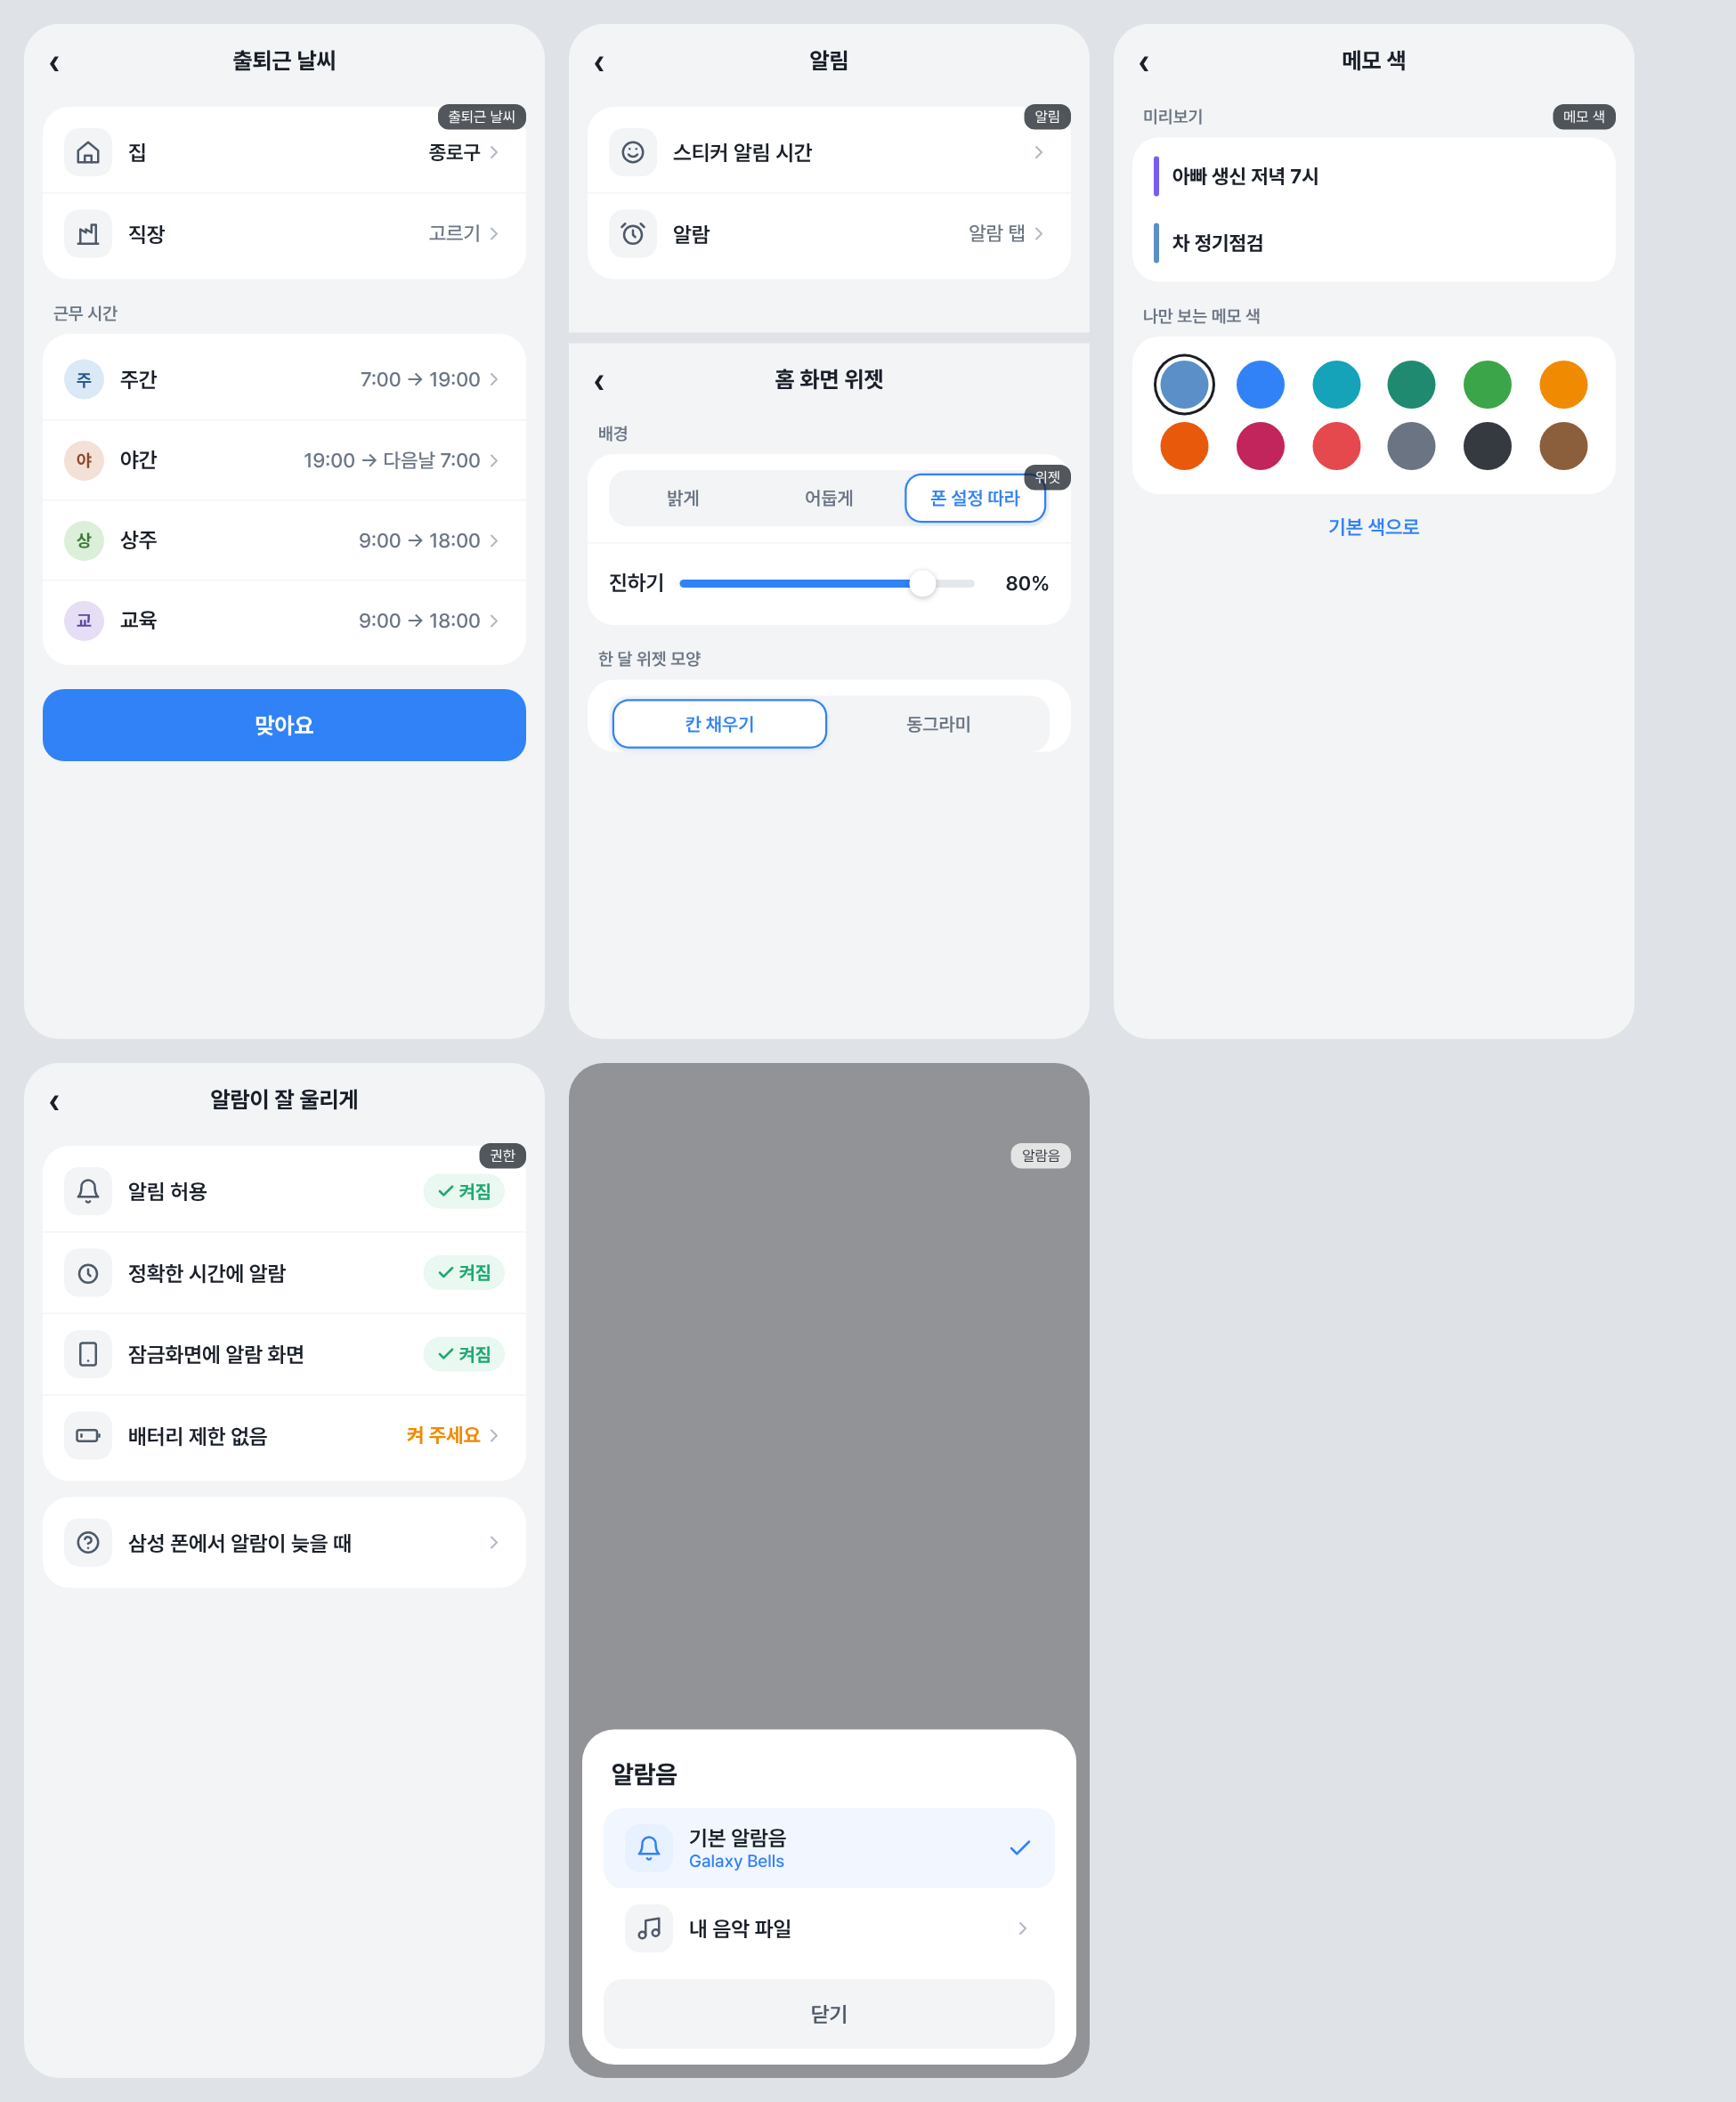 출퇴근 날씨
출퇴근 날씨
집
종로구
직장
고르기
근무 시간
주 주간
7:00 → 19:00
야 야간
19:00 → 다음날 7:00
상 상주
9:00 → 18:00
교 교육
9:00 → 18:00
맞아요
알림
알림
스티커 알림 시간
알람
알람 탭
홈 화면 위젯
배경
위젯
밝게 어둡게 폰 설정 따라
진하기
80%
한 달 위젯 모양
칸 채우기 동그라미
메모 색
미리보기
메모 색
아빠 생신 저녁 7시
차 정기점검
나만 보는 메모 색
기본 색으로
알람이 잘 울리게
권한
알림 허용
켜짐
정확한 시간에 알람
켜짐
잠금화면에 알람 화면
켜짐
배터리 제한 없음
켜 주세요
삼성 폰에서 알람이 늦을 때
알람음
알람음
기본 알람음
Galaxy Bells
내 음악 파일
닫기